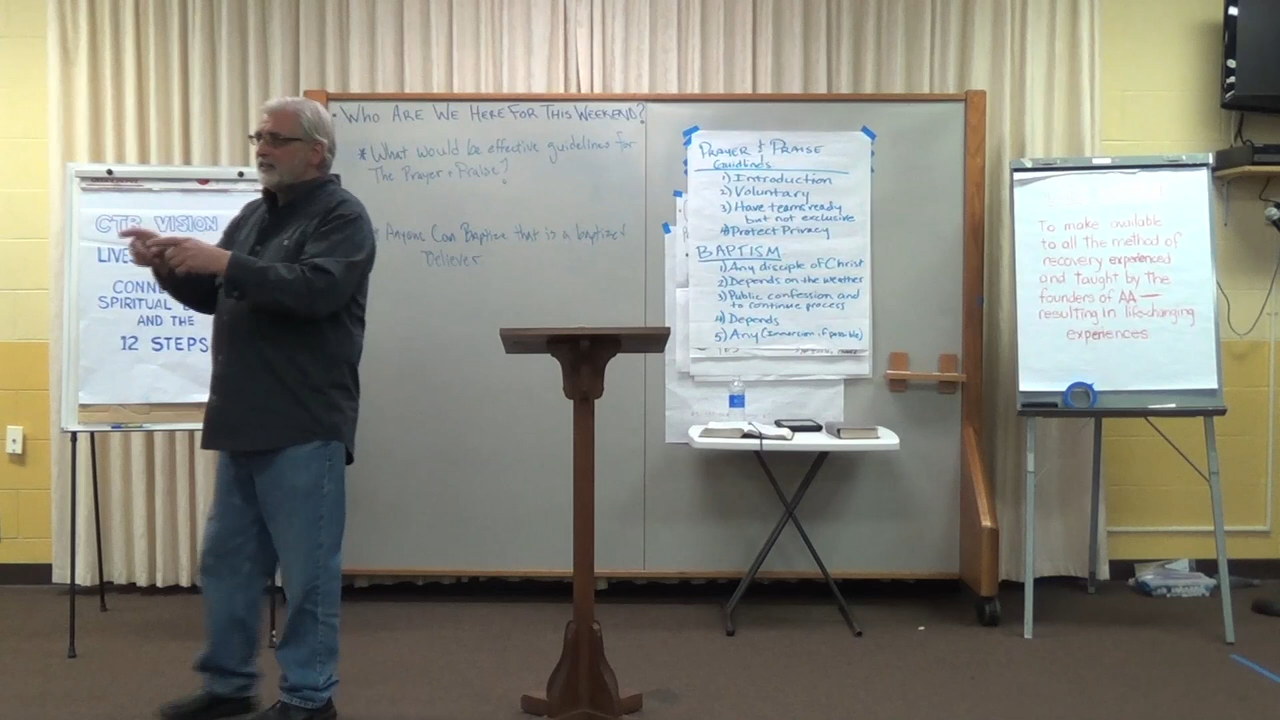 CTR VISION
LIVES
CONNE
SPIRITUAL
AND THE
12 STEPS
• WHO ARE WE HERE FOR THIS WEEKEND?
* What would be effective guidelines for
The Prayer + Praise?
* Anyone Can Baptize that is a baptized
Believer
PRAYER & PRAISE
Guidlines:
1) Introduction
2) Voluntary
3) Have teams ready
but not exclusive
4) Protect Privacy
BAPTISM
1) Any disciple of Christ
2) Depends on the weather
3) Public confession and
to continue process
4) Depends
5) Any (Immersion if possible)
To make available
to all the method of
recovery experienced
and taught by the
founders of AA —
resulting in life-changing
experiences